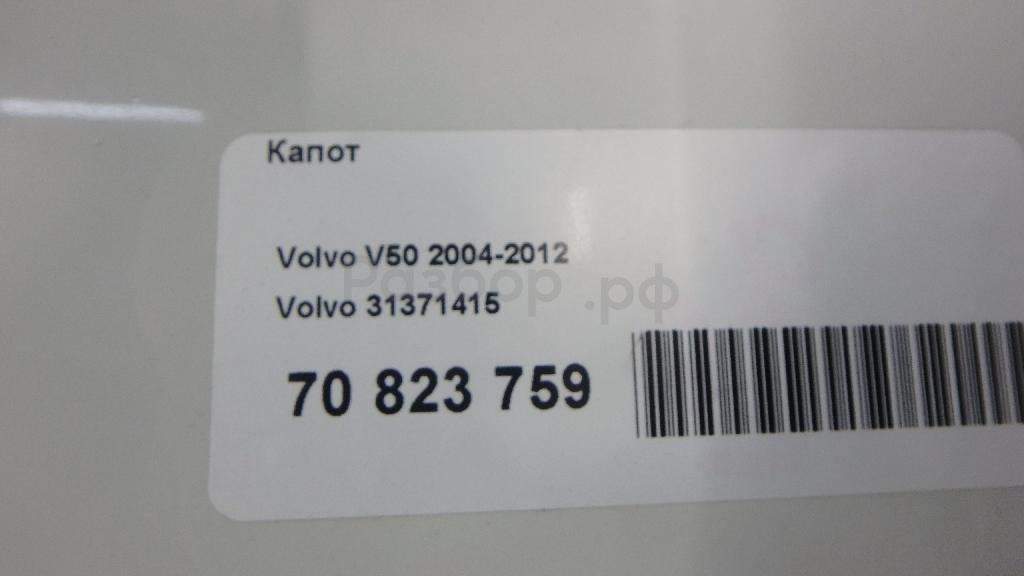 Капот
Volvo V50 2004-2012
Разбор.рф
Volvo 31371415
70 823 759